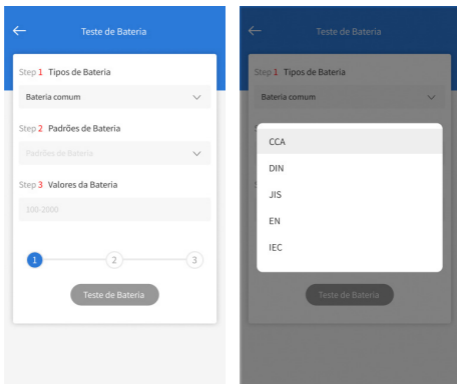 Teste de Bateria
Step 1 Tipos de Bateria
Bateria comum
Step 2 Padrões de Bateria
Padrões de Bateria
Step 3 Valores da Bateria
100-2000
1 2 3
Teste de Bateria
Teste de Bateria
Step 1 Tipos de Bateria
Bateria comum
CCA
DIN
JIS
EN
IEC
Teste de Bateria